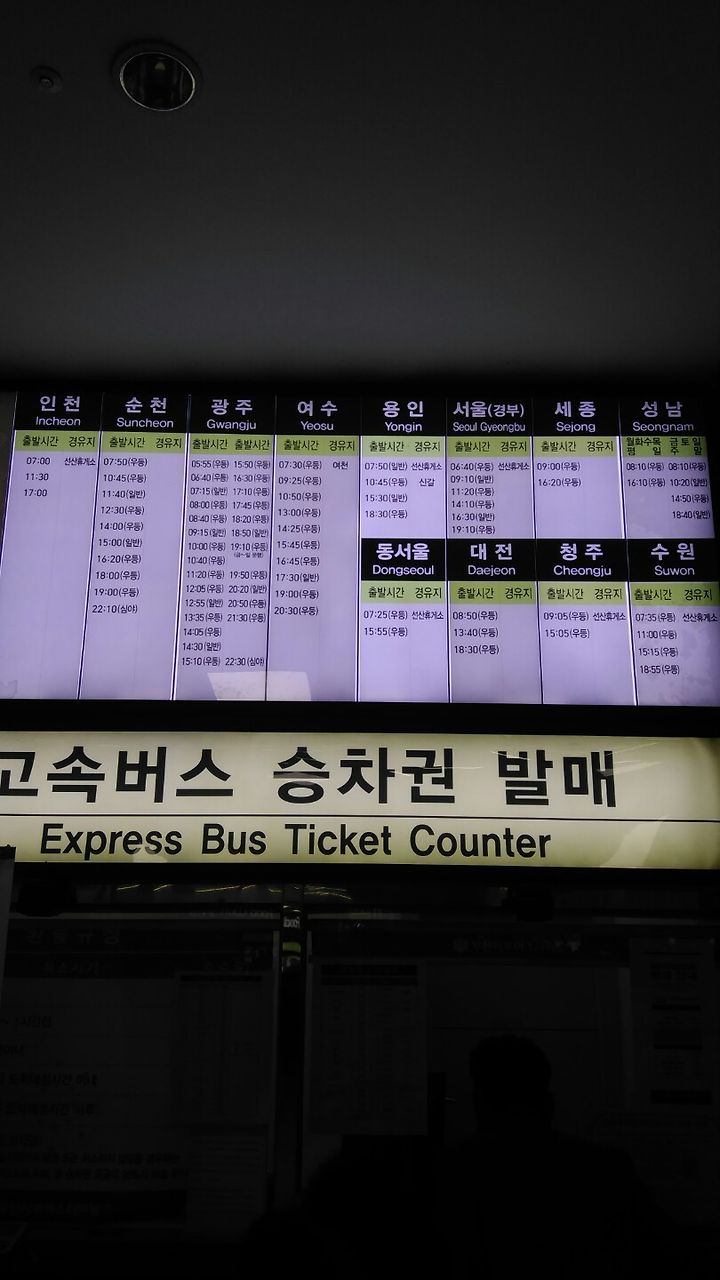 인천
Incheon
출발시간 경유지
07:00 선산휴게소
11:30
17:00
순천
Suncheon
출발시간 경유지
07:50(우등)
10:45(우등)
11:40(일반)
12:30(우등)
14:00(우등)
15:00(일반)
16:20(우등)
18:00(우등)
19:00(우등)
22:10(심야)
광주
Gwangju
출발시간 출발시간
05:55(우등) 15:50(우등)
06:40(우등) 16:30(우등)
07:15(일반) 17:10(우등)
08:00(우등) 17:45(우등)
08:40(우등) 18:20(우등)
09:15(일반) 18:50(일반)
10:00(우등) 19:10(우등)
10:40(우등)
11:20(우등) 19:50(우등)
12:05(우등) 20:20(일반)
12:55(일반) 20:50(우등)
13:35(우등) 21:30(우등)
14:05(우등)
14:30(일반)
15:10(우등) 22:30(심야)
여수
Yeosu
출발시간 경유지
07:30(우등) 여천
09:25(우등)
10:50(우등)
13:00(우등)
14:25(우등)
15:45(우등)
16:45(우등)
17:30(일반)
19:00(우등)
20:30(우등)
용인
Yongin
출발시간 경유지
07:50(일반) 선산휴게소
10:45(우등) 신갈
15:30(일반)
18:30(우등)
서울(경부)
Seoul Gyeongbu
출발시간 경유지
06:40(우등) 선산휴게소
09:10(일반)
11:20(우등)
14:10(우등)
16:30(일반)
19:10(우등)
세종
Sejong
출발시간 경유지
09:00(우등)
16:20(우등)
성남
Seongnam
월화수목 금토일
평 일 주 말
08:10(우등) 08:10(우등)
16:10(우등) 10:20(일반)
14:50(우등)
18:40(일반)
동서울
Dongseoul
출발시간 경유지
07:25(우등) 선산휴게소
15:55(우등)
대전
Daejeon
출발시간 경유지
08:50(우등)
13:40(우등)
18:30(우등)
청주
Cheongju
출발시간 경유지
09:05(우등) 선산휴게소
15:05(우등)
수원
Suwon
출발시간 경유지
07:35(우등) 선산휴게소
11:00(우등)
15:15(우등)
18:55(우등)
고속버스 승차권 발매
Express Bus Ticket Counter